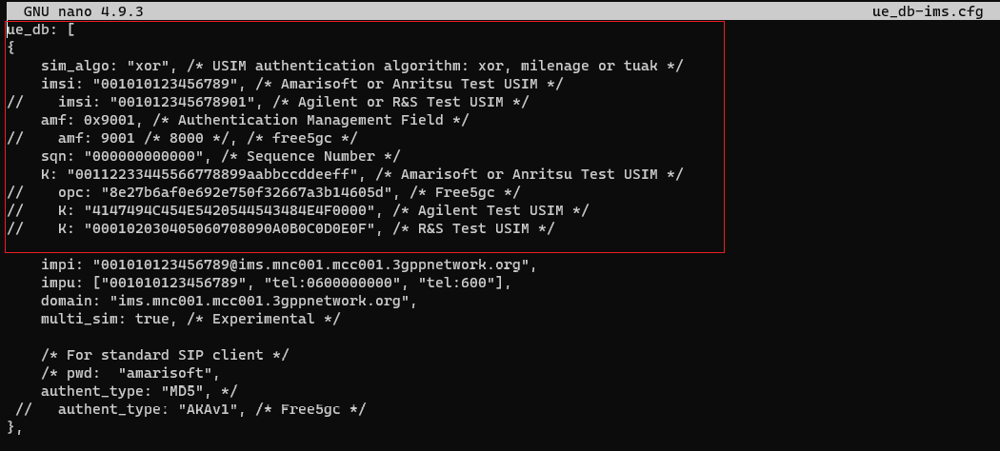 GNU nano 4.9.3 ue_db-ims.cfg
ue_db: [
{
sim_algo: "xor", /* USIM authentication algorithm: xor, milenage or tuak */
imsi: "001010123456789", /* Amarisoft or Anritsu Test USIM */
// imsi: "001012345678901", /* Agilent or R&S Test USIM */
amf: 0x9001, /* Authentication Management Field */
// amf: 9001 /* 8000 */, /* free5gc */
sqn: "000000000000", /* Sequence Number */
K: "00112233445566778899aabbccddeeff", /* Amarisoft or Anritsu Test USIM */
// opc: "8e27b6af0e692e750f32667a3b14605d", /* Free5gc */
// K: "4147494C454E5420544543484E4F0000", /* Agilent Test USIM */
// K: "000102030405060708090A0B0C0D0E0F", /* R&S Test USIM */
impi: "001010123456789@ims.mnc001.mcc001.3gppnetwork.org",
impu: ["001010123456789", "tel:0600000000", "tel:600"],
domain: "ims.mnc001.mcc001.3gppnetwork.org",
multi_sim: true, /* Experimental */
/* For standard SIP client */
/* pwd: "amarisoft",
authent_type: "MD5", */
// authent_type: "AKAv1", /* Free5gc */
},